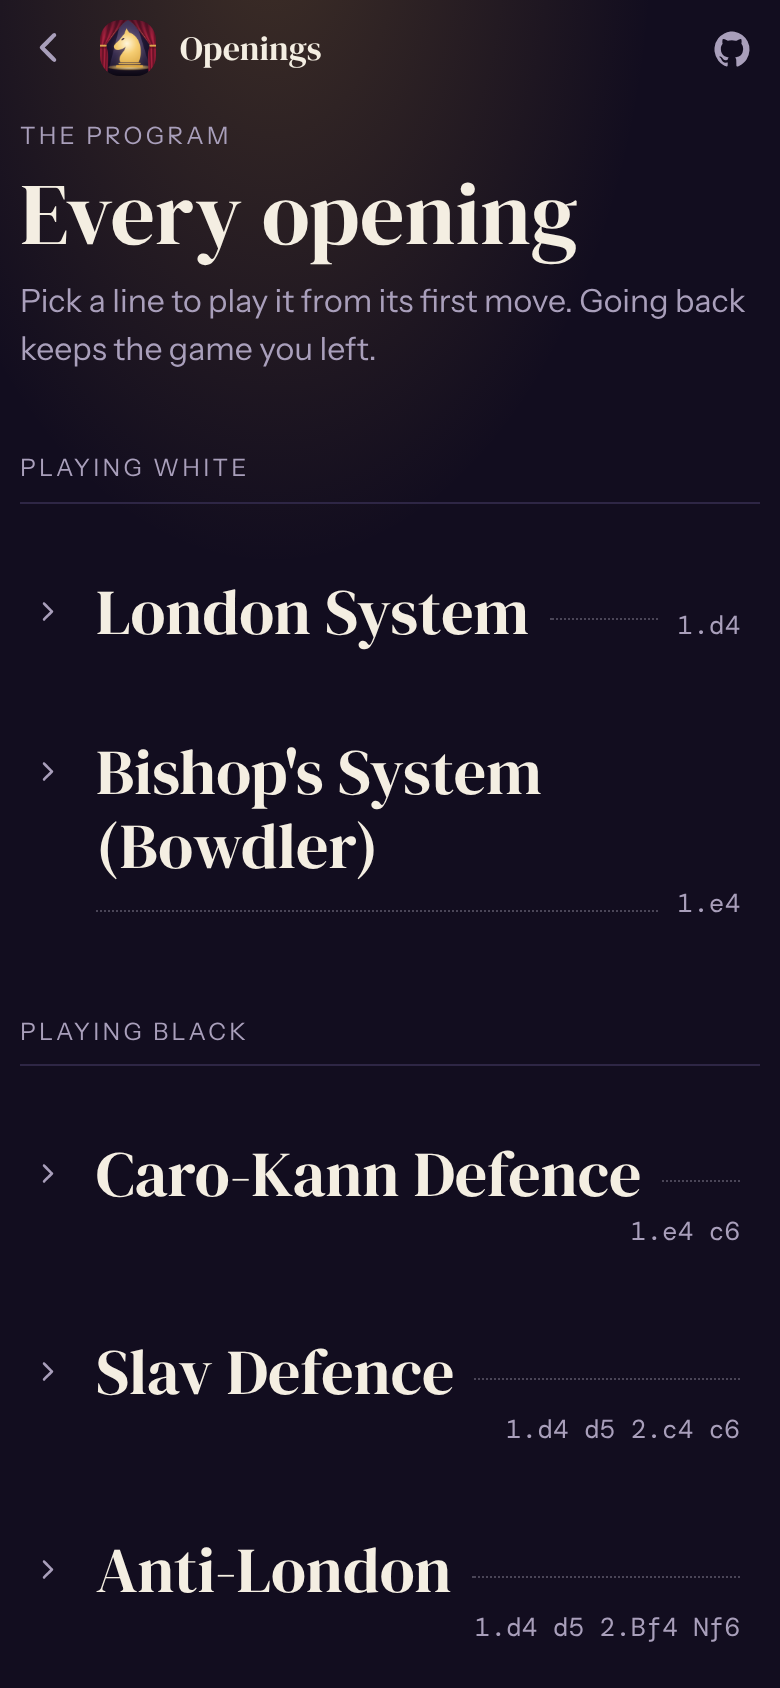 Openings
THE PROGRAM
Every opening
Pick a line to play it from its first move. Going back
keeps the game you left.
PLAYING WHITE
London System 1.d4
Bishop's System
(Bowdler)
1.e4
PLAYING BLACK
Caro-Kann Defence
1.e4 c6
Slav Defence
1.d4 d5 2.c4 c6
Anti-London
1.d4 d5 2.Bf4 Nf6